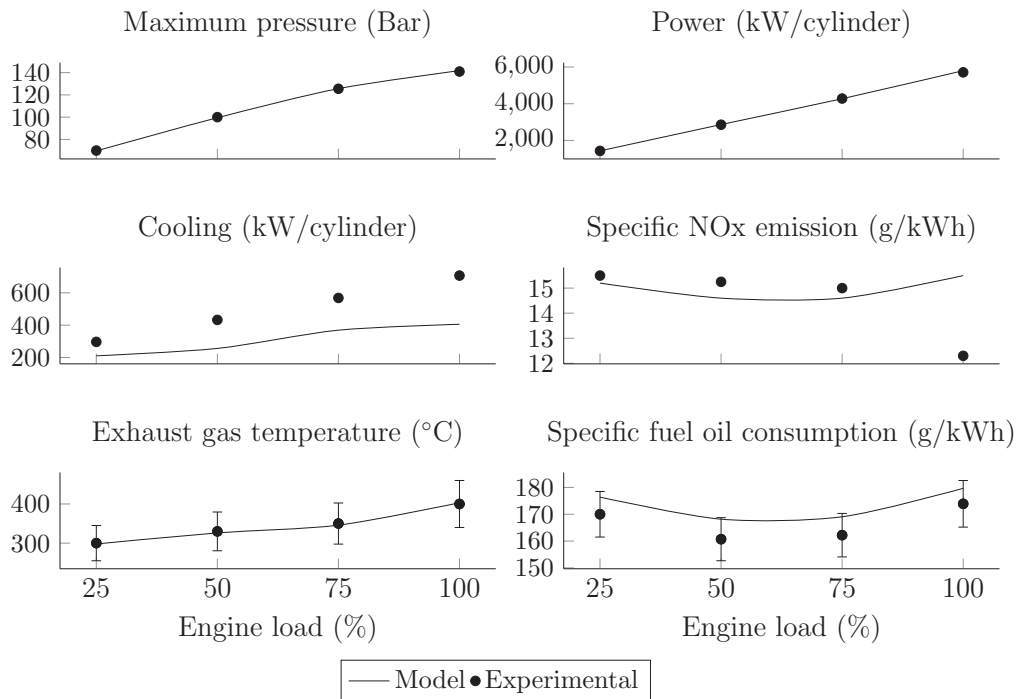 Maximum pressure (Bar)
140
120
100
80
Power (kW/cylinder)
6,000
4,000
2,000
Cooling (kW/cylinder)
600
400
200
Specific NOx emission (g/kWh)
15
14
13
12
Exhaust gas temperature (°C)
400
300
25 50 75 100
Engine load (%)
Specific fuel oil consumption (g/kWh)
180
170
160
150
25 50 75 100
Engine load (%)
Model Experimental